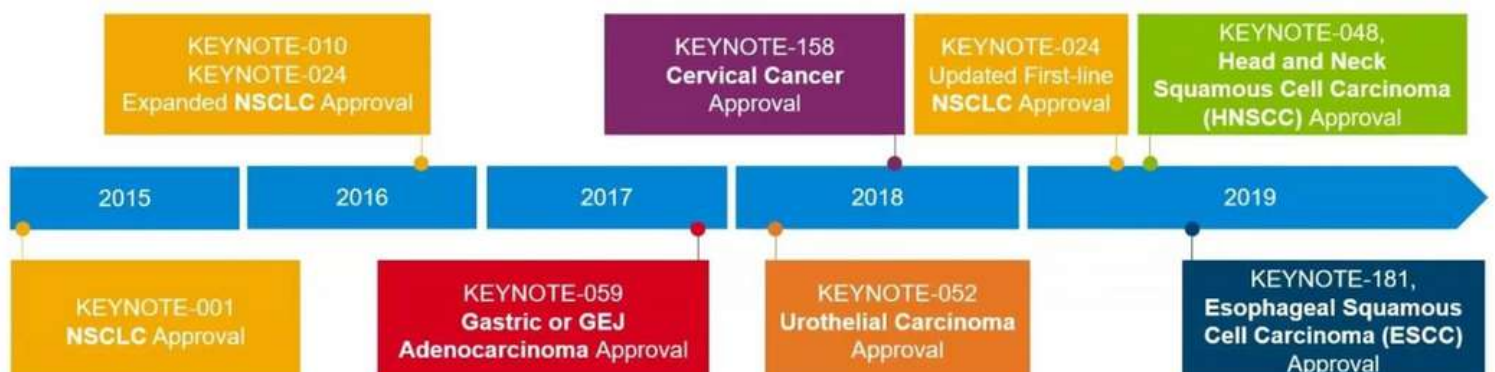 KEYNOTE-010
KEYNOTE-024
Expanded NSCLC Approval
KEYNOTE-158
Cervical Cancer
Approval
KEYNOTE-024
Updated First-line
NSCLC Approval
KEYNOTE-048,
Head and Neck
Squamous Cell Carcinoma
(HNSCC) Approval
2015
2016
2017
2018
2019
KEYNOTE-001
NSCLC Approval
KEYNOTE-059
Gastric or GEJ
Adenocarcinoma Approval
KEYNOTE-052
Urothelial Carcinoma
Approval
KEYNOTE-181,
Esophageal Squamous
Cell Carcinoma (ESCC)
Approval